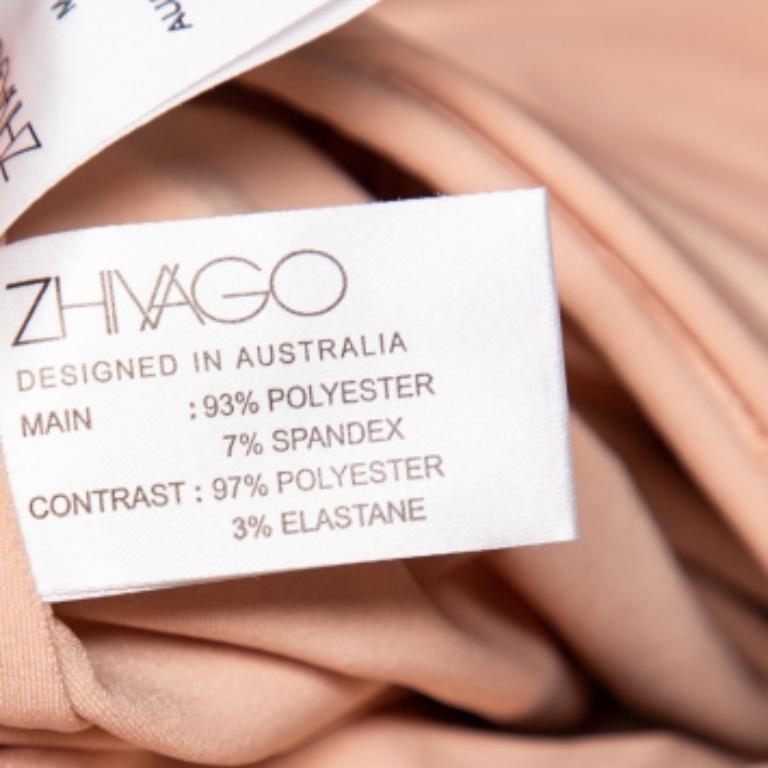 ZHIVAGO
DESIGNED IN AUSTRALIA
MAIN : 93% POLYESTER
7% SPANDEX
CONTRAST : 97% POLYESTER
3% ELASTANE